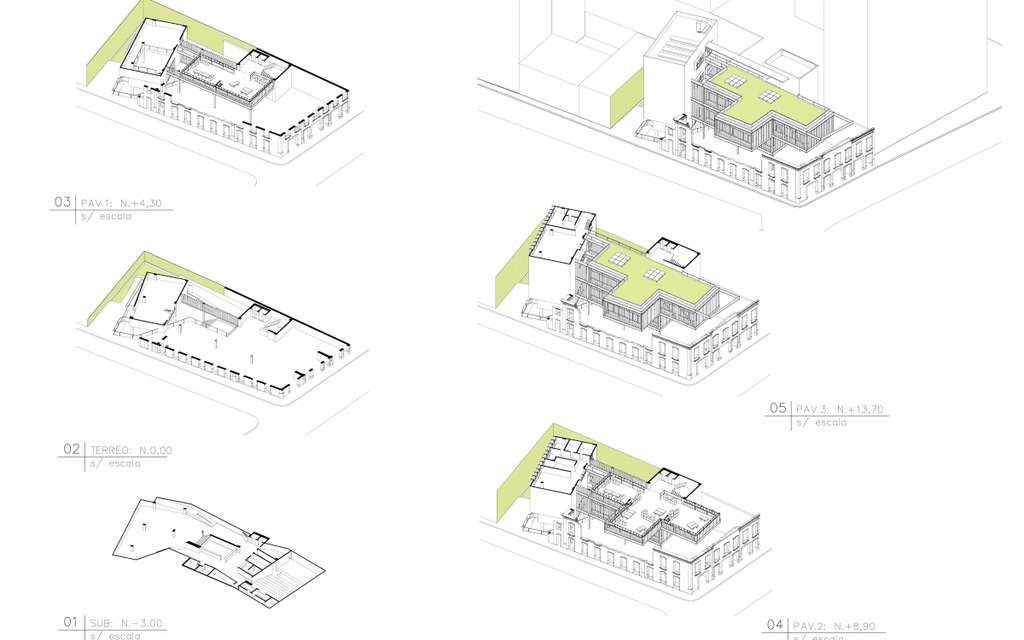 03 PAV.1: N.+4,30
s/ escala
02 TERREO: N.0,00
s/ escala
01 SUB: N.-3.00
s/ escala
05 PAV.3: N.+13,70
s/ escala
04 PAV.2: N.+8,90
s/ escala